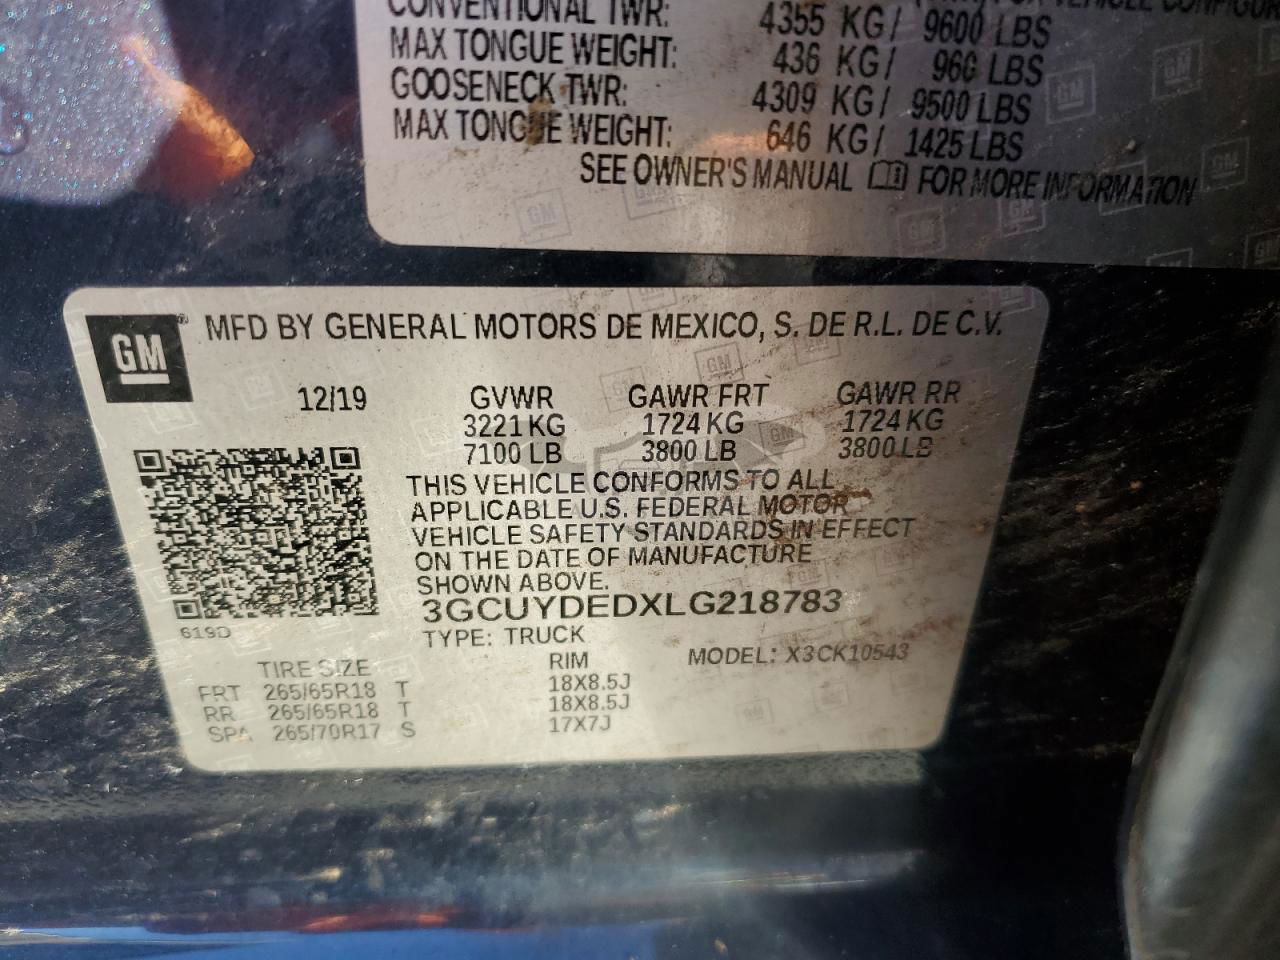 CONVENTIONAL TWR: 4355 KG/ 9600 LBS
MAX TONGUE WEIGHT: 436 KG/ 960 LBS
GOOSENECK TWR: 4309 KG/ 9500 LBS
MAX TONGUE WEIGHT: 646 KG/ 1425 LBS
SEE OWNER'S MANUAL FOR MORE INFORMATION
GM® MFD BY GENERAL MOTORS DE MEXICO, S. DE R.L. DE C.V.
12/19 GVWR GAWR FRT GAWR RR
3221 KG 1724 KG 1724 KG
7100 LB 3800 LB 3800 LB
THIS VEHICLE CONFORMS TO ALL
APPLICABLE U.S. FEDERAL MOTOR
VEHICLE SAFETY STANDARDS IN EFFECT
ON THE DATE OF MANUFACTURE
SHOWN ABOVE.
3GCUYDEDXLG218783
619D
TYPE: TRUCK
MODEL: X3CK10543
TIRE SIZE RIM
FRT 265/65R18 T 18X8.5J
RR 265/65R18 T 18X8.5J
SPA 265/70R17 S 17X7J